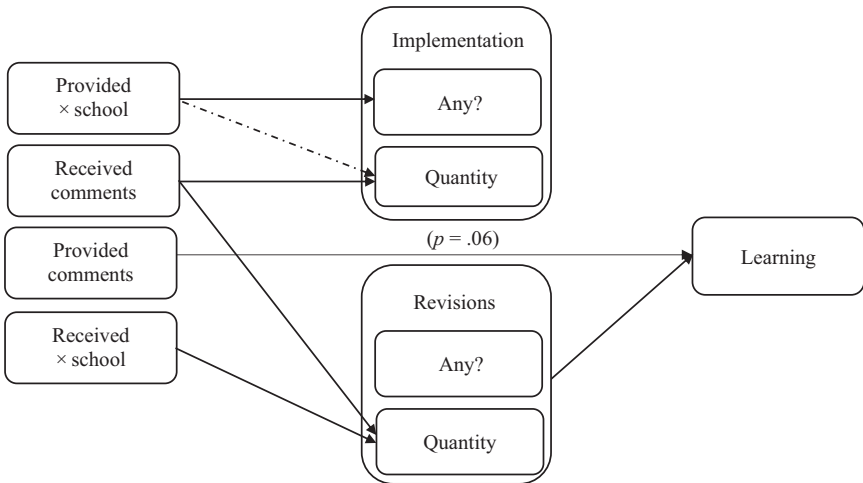 Implementation
Provided
× school
Any?
Received
comments
Quantity
Provided
comments
(p = .06)
Learning
Revisions
Received
× school
Any?
Quantity